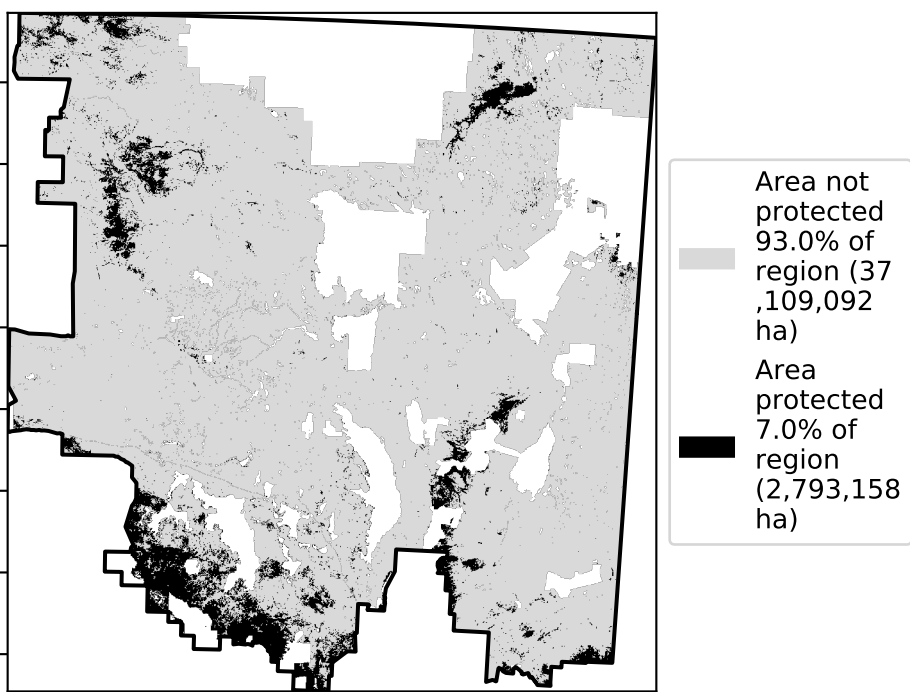 Area not
protected
93.0% of
region (37
,109,092
ha)
Area
protected
7.0% of
region
(2,793,158
ha)